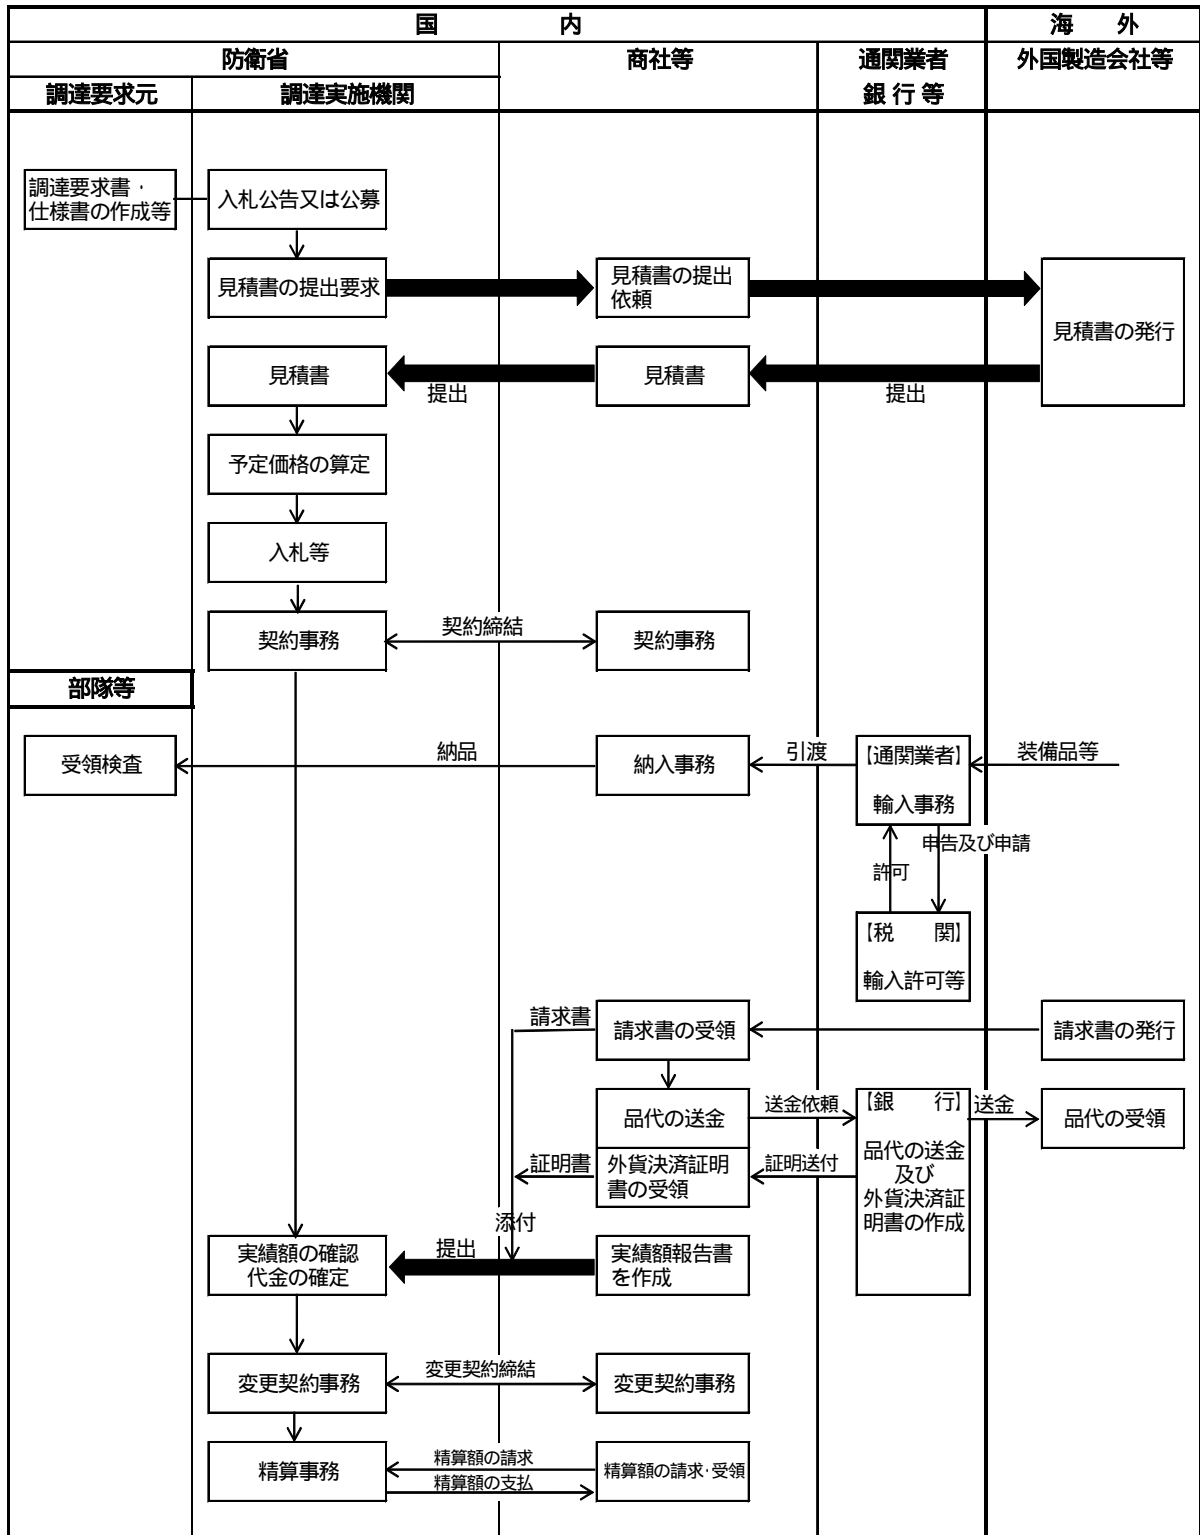 国　内
海　外
防衛省
商社等
通関業者
銀行等
外国製造会社等
調達要求元
調達実施機関
調達要求書・
仕様書の作成等
入札公告又は公募
見積書の提出要求
見積書の提出
依頼
見積書の発行
見積書
提出
見積書
提出
予定価格の算定
入札等
契約事務
契約締結
契約事務
部隊等
受領検査
納品
納入事務
引渡
【通関業者】
輸入事務
装備品等
申告及び申請
許可
【税　関】
輸入許可等
請求書
請求書の受領
請求書の発行
品代の送金
送金依頼
【銀　行】
品代の送金
及び
外貨決済証
明書の作成
送金
品代の受領
証明書
外貨決済証明
書の受領
証明送付
添付
実績額の確認
代金の確定
提出
実績額報告書
を作成
変更契約事務
変更契約締結
変更契約事務
精算事務
精算額の請求
精算額の支払
精算額の請求・受領